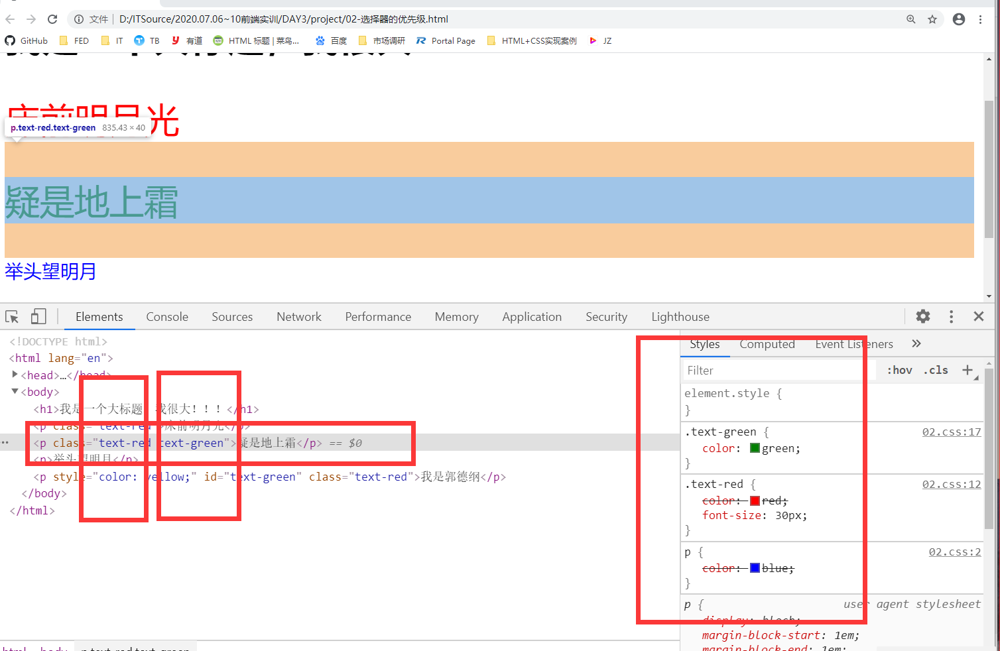 文件 | D:/ITSource/2020.07.06~10前端实训/DAY3/project/02-选择器的优先级.html
GitHub FED IT TB 有道 HTML 标题 | 菜鸟... 百度 市场调研 Portal Page HTML+CSS实现案例 JZ
床前明月光
p.text-red.text-green 835.43 × 40
疑是地上霜
举头望明月
Elements Console Sources Network Performance Memory Application Security Lighthouse
<!DOCTYPE html>
<html lang="en">
<head>…</head>
<body>
<h1>我是一个大标题，我很大！！！</h1>
<p class="text-red">床前明月光</p>
<p class="text-red text-green">疑是地上霜</p> == $0
<p>举头望明月</p>
<p style="color: yellow;" id="text-green" class="text-red">我是郭德纲</p>
</body>
</html>
html body p.text-red.text-green
Styles Computed Event Listeners
Filter :hov .cls
element.style {
}
.text-green { 02.css:17
color: green;
}
.text-red { 02.css:12
color: red;
font-size: 30px;
}
p { 02.css:2
color: blue;
}
p { user agent stylesheet
display: block;
margin-block-start: 1em;
margin-block-end: 1em;